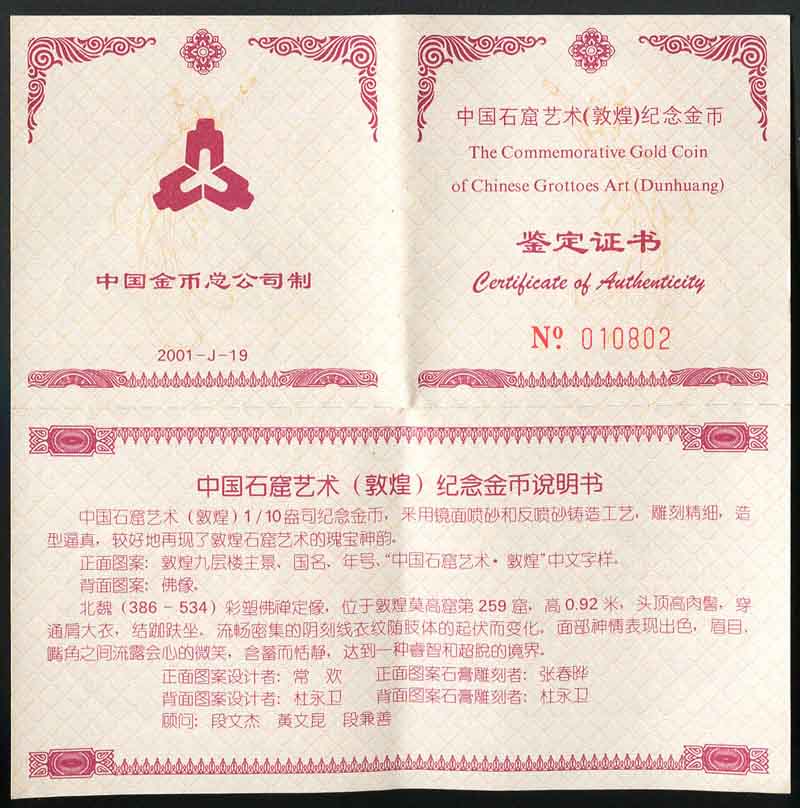 中国金币总公司制
2001-J-19
中国石窟艺术(敦煌)纪念金币
The Commemorative Gold Coin
of Chinese Grottoes Art (Dunhuang)
鉴定证书
Certificate of Authenticity
Nº 010802
中国石窟艺术（敦煌）纪念金币说明书
中国石窟艺术（敦煌）1/10盎司纪念金币，采用镜面喷砂和反喷砂铸造工艺，雕刻精细，造
型逼真，较好地再现了敦煌石窟艺术的瑰宝神韵。
正面图案：敦煌九层楼主景、国名、年号、“中国石窟艺术·敦煌”中文字样。
背面图案：佛像。
北魏（386－534）彩塑佛禅定像，位于敦煌莫高窟第259窟，高0.92米，头顶高肉髻，穿
通肩大衣，结跏趺坐，流畅密集的阴刻线衣纹随肢体的起伏而变化，面部神情表现出色，眉目、
嘴角之间流露会心的微笑，含蓄而恬静，达到一种睿智和超脱的境界。
正面图案设计者：常　欢　正面图案石膏雕刻者：张春晔
背面图案设计者：杜永卫　背面图案石膏雕刻者：杜永卫
顾问：段文杰　黄文昆　段兼善